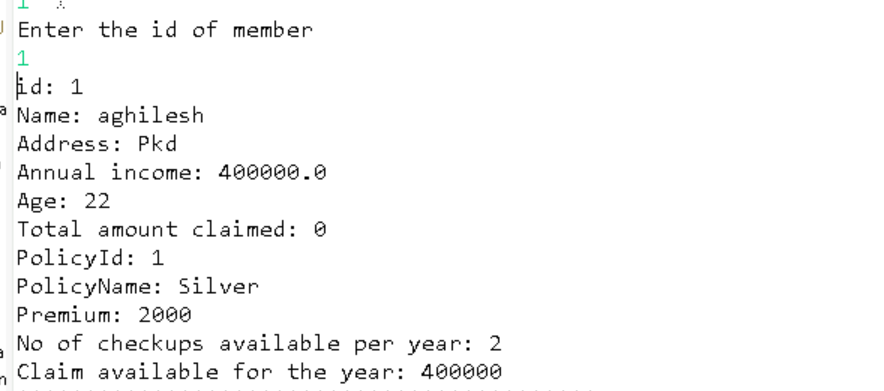 1
Enter the id of member
1
id: 1
Name: aghilesh
Address: Pkd
Annual income: 400000.0
Age: 22
Total amount claimed: 0
PolicyId: 1
PolicyName: Silver
Premium: 2000
No of checkups available per year: 2
Claim available for the year: 400000